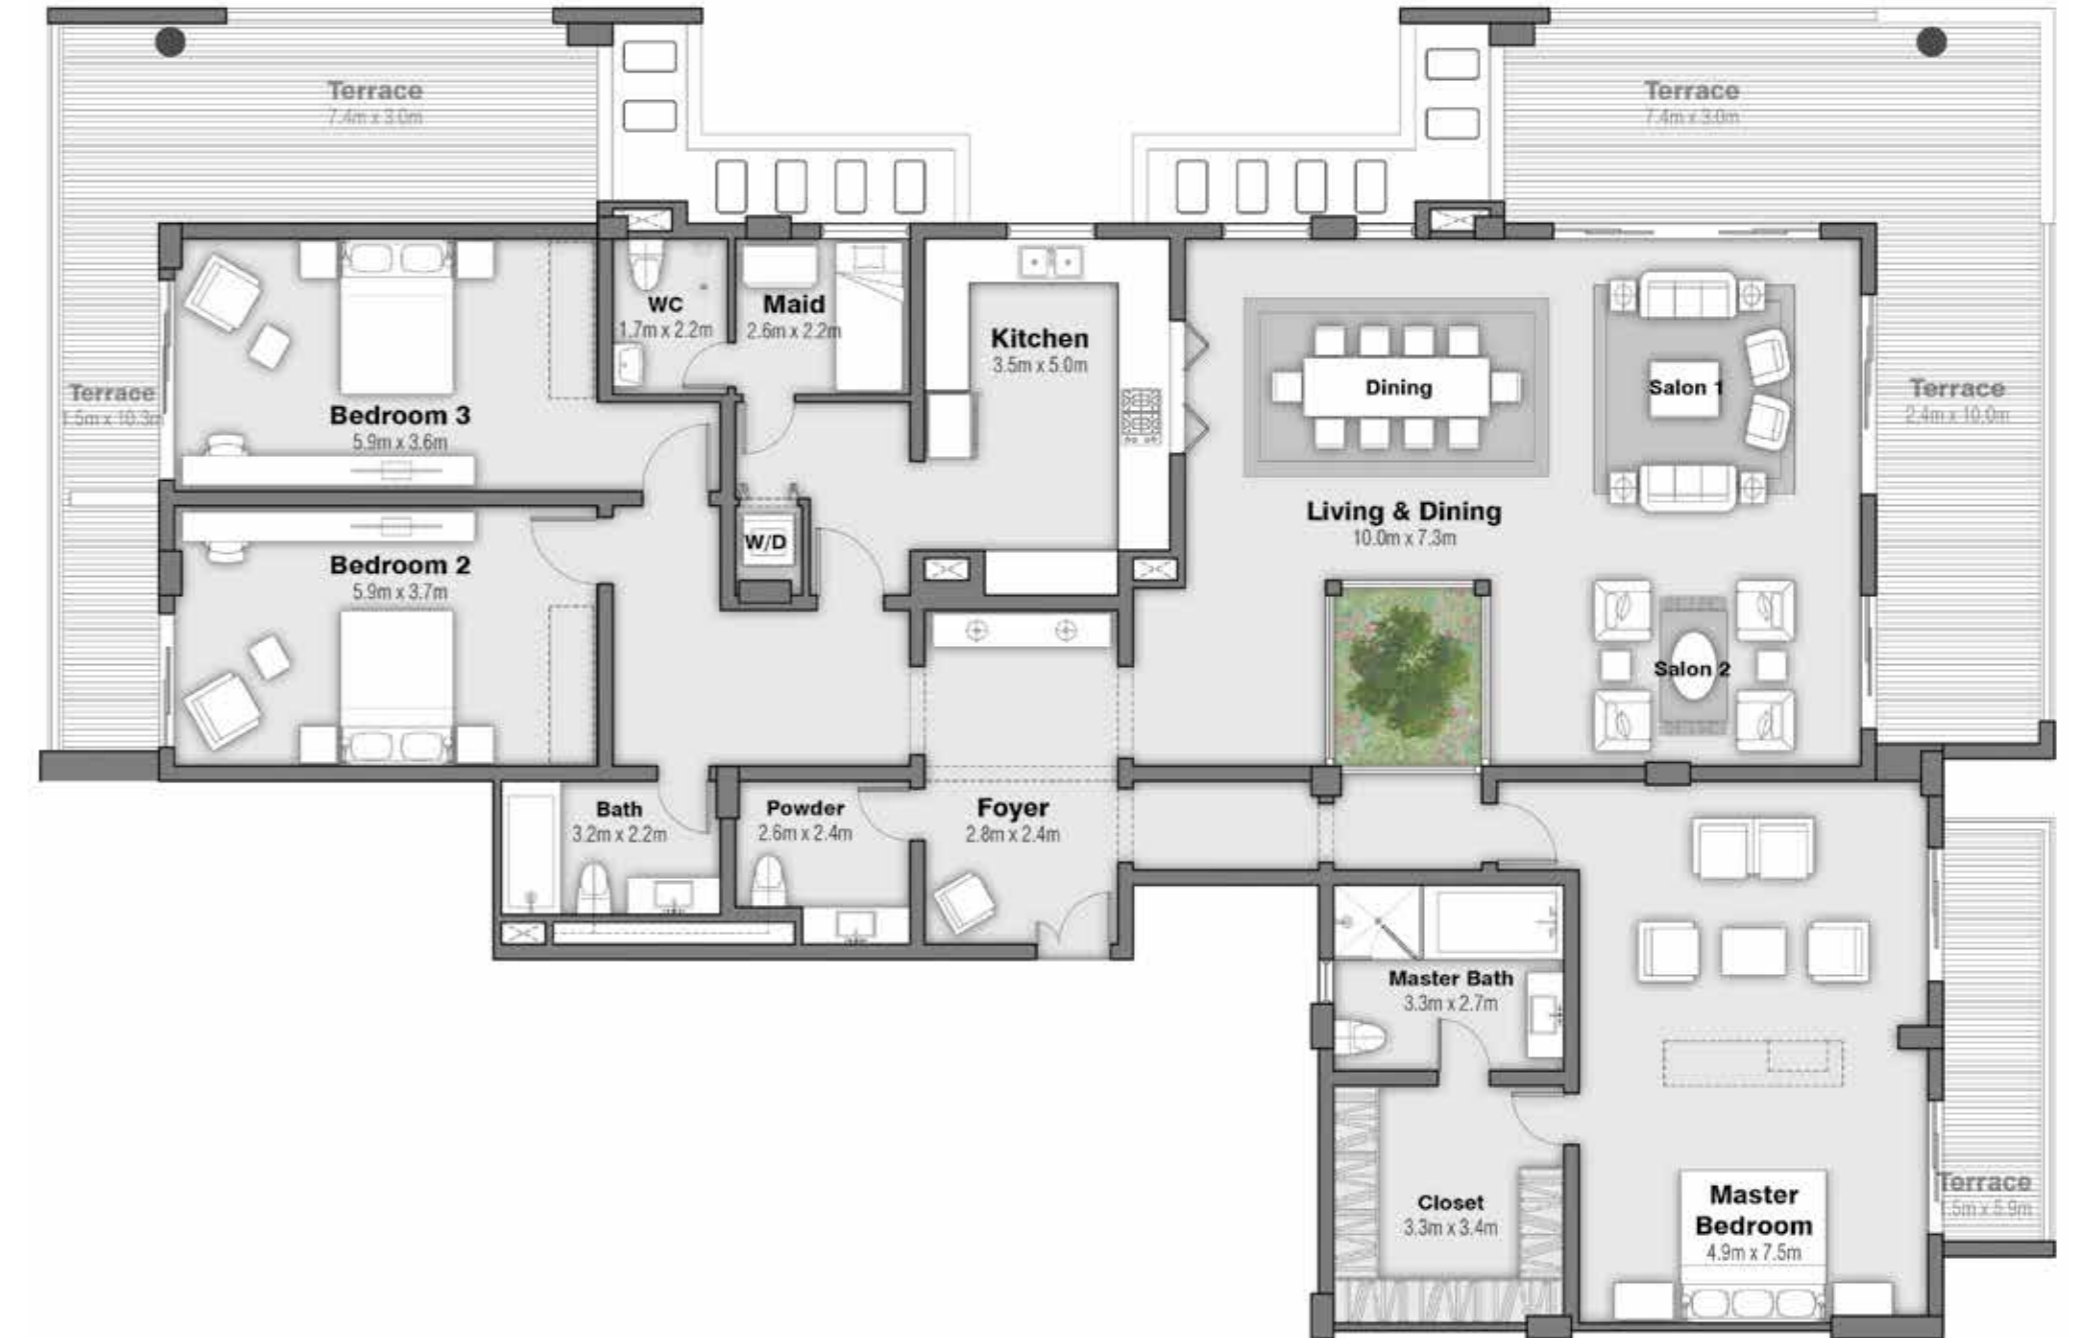 Terrace
7.4m x 3.0m
Terrace
7.4m x 3.0m
WC
1.7m x 2.2m
Maid
2.6m x 2.2m
Kitchen
3.5m x 5.0m
Dining
Salon 1
Terrace
1.5m x 10.3m
Bedroom 3
5.9m x 3.6m
Terrace
2.4m x 10.0m
Living & Dining
10.0m x 7.3m
W/D
Bedroom 2
5.9m x 3.7m
Salon 2
Bath
3.2m x 2.2m
Powder
2.6m x 2.4m
Foyer
2.8m x 2.4m
Master Bath
3.3m x 2.7m
Closet
3.3m x 3.4m
Master
Bedroom
4.9m x 7.5m
Terrace
.5m x 5.9m